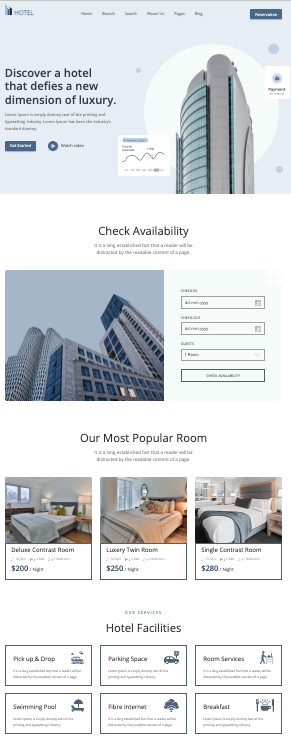 HOTEL
Home Branch Search About Us Pages Blog
Reservation
Discover a hotel
that defies a new
dimension of luxury.
Lorem Ipsum is simply dummy text of the printing and
typesetting industry. Lorem Ipsum has been the industry's
standard dummy.
Get Started
Watch video
Payment
Check Availability
It is a long established fact that a reader will be
distracted by the readable content of a page.
CHECK-IN
dd-mm-yyyy
CHECK-OUT
dd-mm-yyyy
GUESTS
1 Room
CHECK AVAILABILITY
Our Most Popular Room
It is a long established fact that a reader will be
distracted by the readable content of a page.
Deluxe Contrast Room
$200 / Night
Luxery Twin Room
$250 / Night
Single Contrast Room
$280 / Night
OUR SERVICES
Hotel Facilities
Pick up & Drop
It is a long established fact that a reader will be
distracted by the readable content of a page.
Parking Space
Lorem Ipsum is simply dummy text of the
printing and typesetting industry.
Room Services
It is a long established fact that a reader will be
distracted by the readable content of a page.
Swimming Pool
Lorem Ipsum is simply dummy text of the
printing and typesetting industry.
Fibre Internet
It is a long established fact that a reader will be
distracted by the readable content of a page.
Breakfast
Lorem Ipsum is simply dummy text of the
printing and typesetting industry.